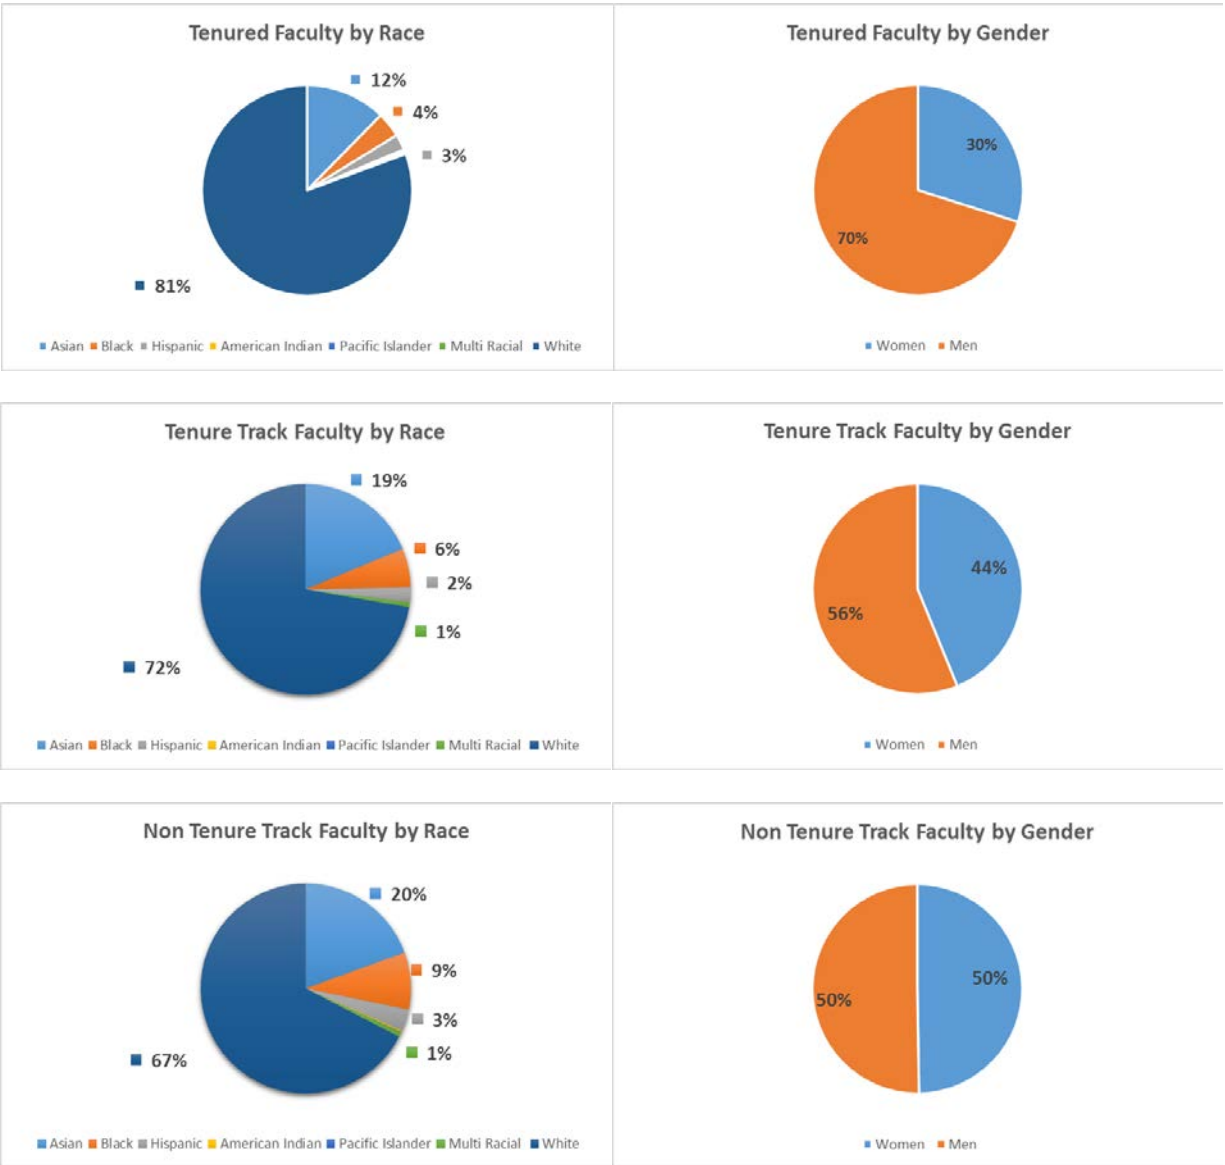 Tenured Faculty by Race
12%
4%
3%
81%
Asian Black Hispanic American Indian Pacific Islander Multi Racial White
Tenured Faculty by Gender
30%
70%
Women Men
Tenure Track Faculty by Race
19%
6%
2%
1%
72%
Asian Black Hispanic American Indian Pacific Islander Multi Racial White
Tenure Track Faculty by Gender
44%
56%
Women Men
Non Tenure Track Faculty by Race
20%
9%
3%
1%
67%
Asian Black Hispanic American Indian Pacific Islander Multi Racial White
Non Tenure Track Faculty by Gender
50%
50%
Women Men